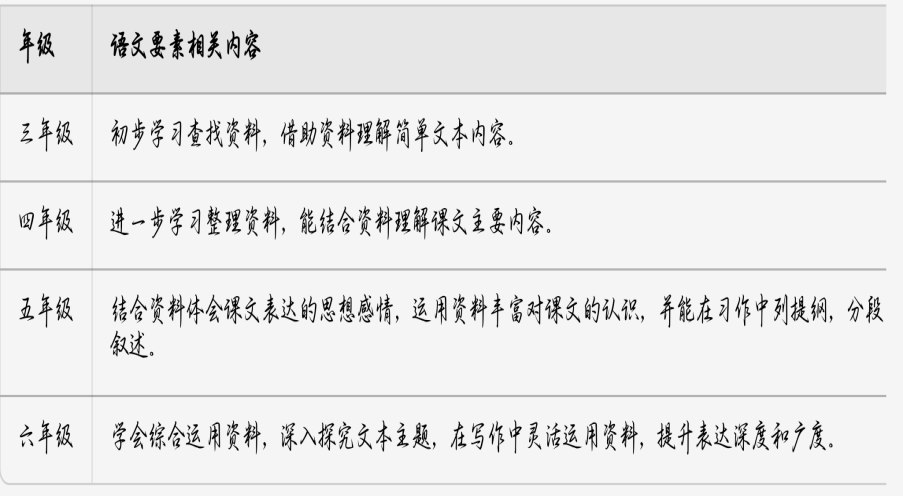 年级 语文要素相关内容
三年级 初步学习查找资料，借助资料理解简单文本内容。
四年级 进一步学习整理资料，能结合资料理解课文主要内容。
五年级 结合资料体会课文表达的思想感情，运用资料丰富对课文的认识，并能在习作中列提纲，分段
叙述。
六年级 学会综合运用资料，深入探究文本主题，在写作中灵活运用资料，提升表达深度和广度。